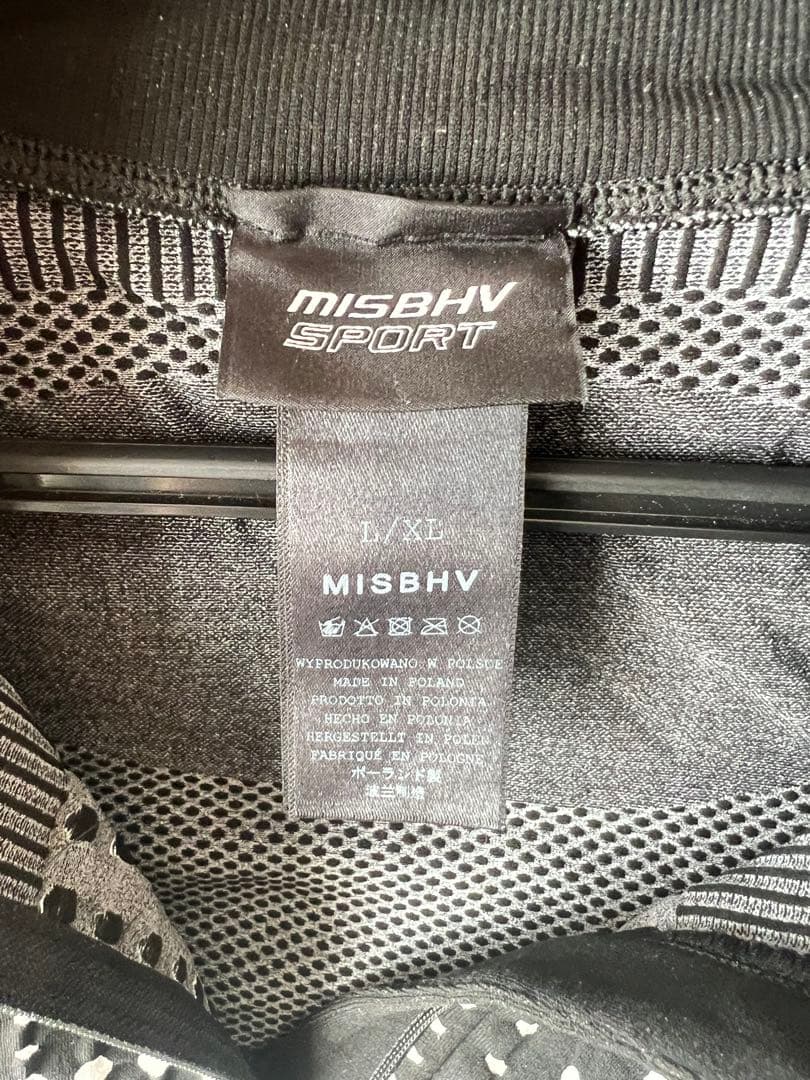 MISBHV
SPORT
L/XL
MISBHV
WYPRODUKOWANO W POLSCE
MADE IN POLAND
PRODOTTO IN POLONIA
HECHO EN POLONIA
HERGESTELLT IN POLEN
FABRIQUÉ EN POLOGNE
ポーランド製
波兰制造